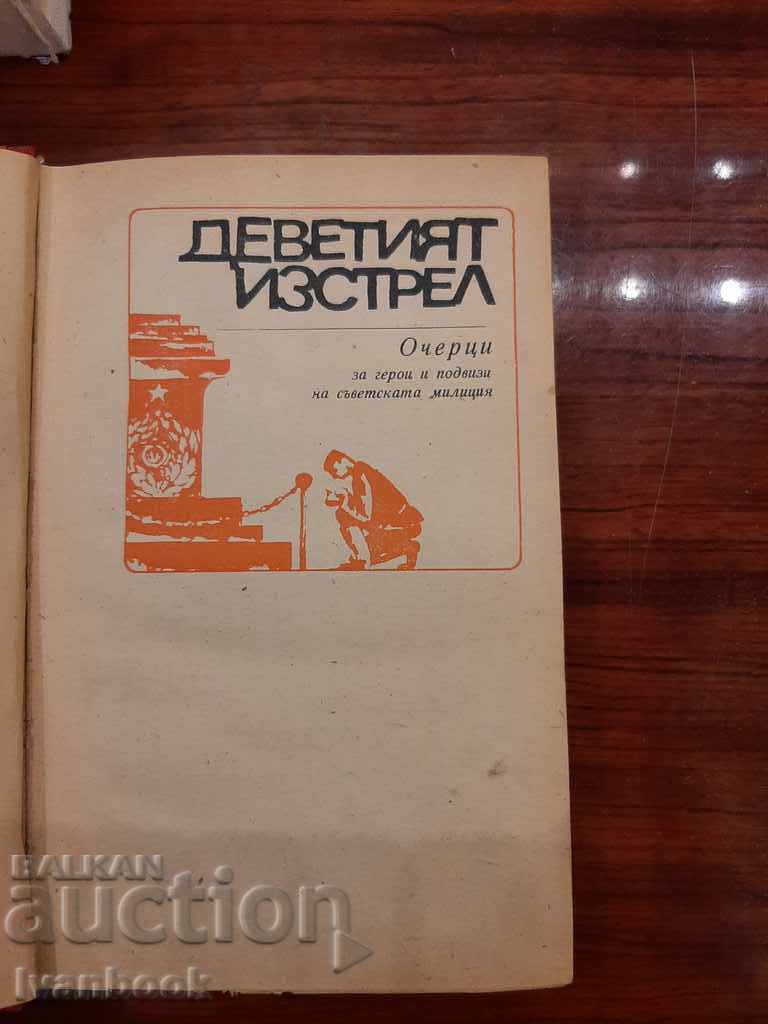 ДЕВЕТИЯТ
ИЗСТРЕЛ
Очерци
за герои и подвизи
на съветската милиция
BALKAN
auction
Ivanbook